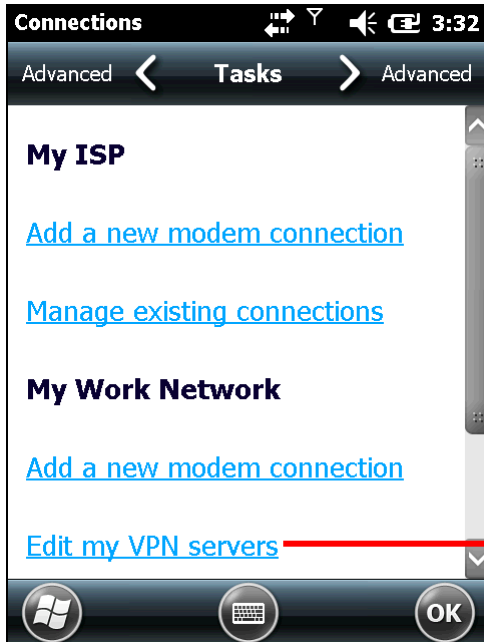 Connections 3:32
Advanced Tasks Advanced
My ISP
Add a new modem connection
Manage existing connections
My Work Network
Add a new modem connection
Edit my VPN servers
OK